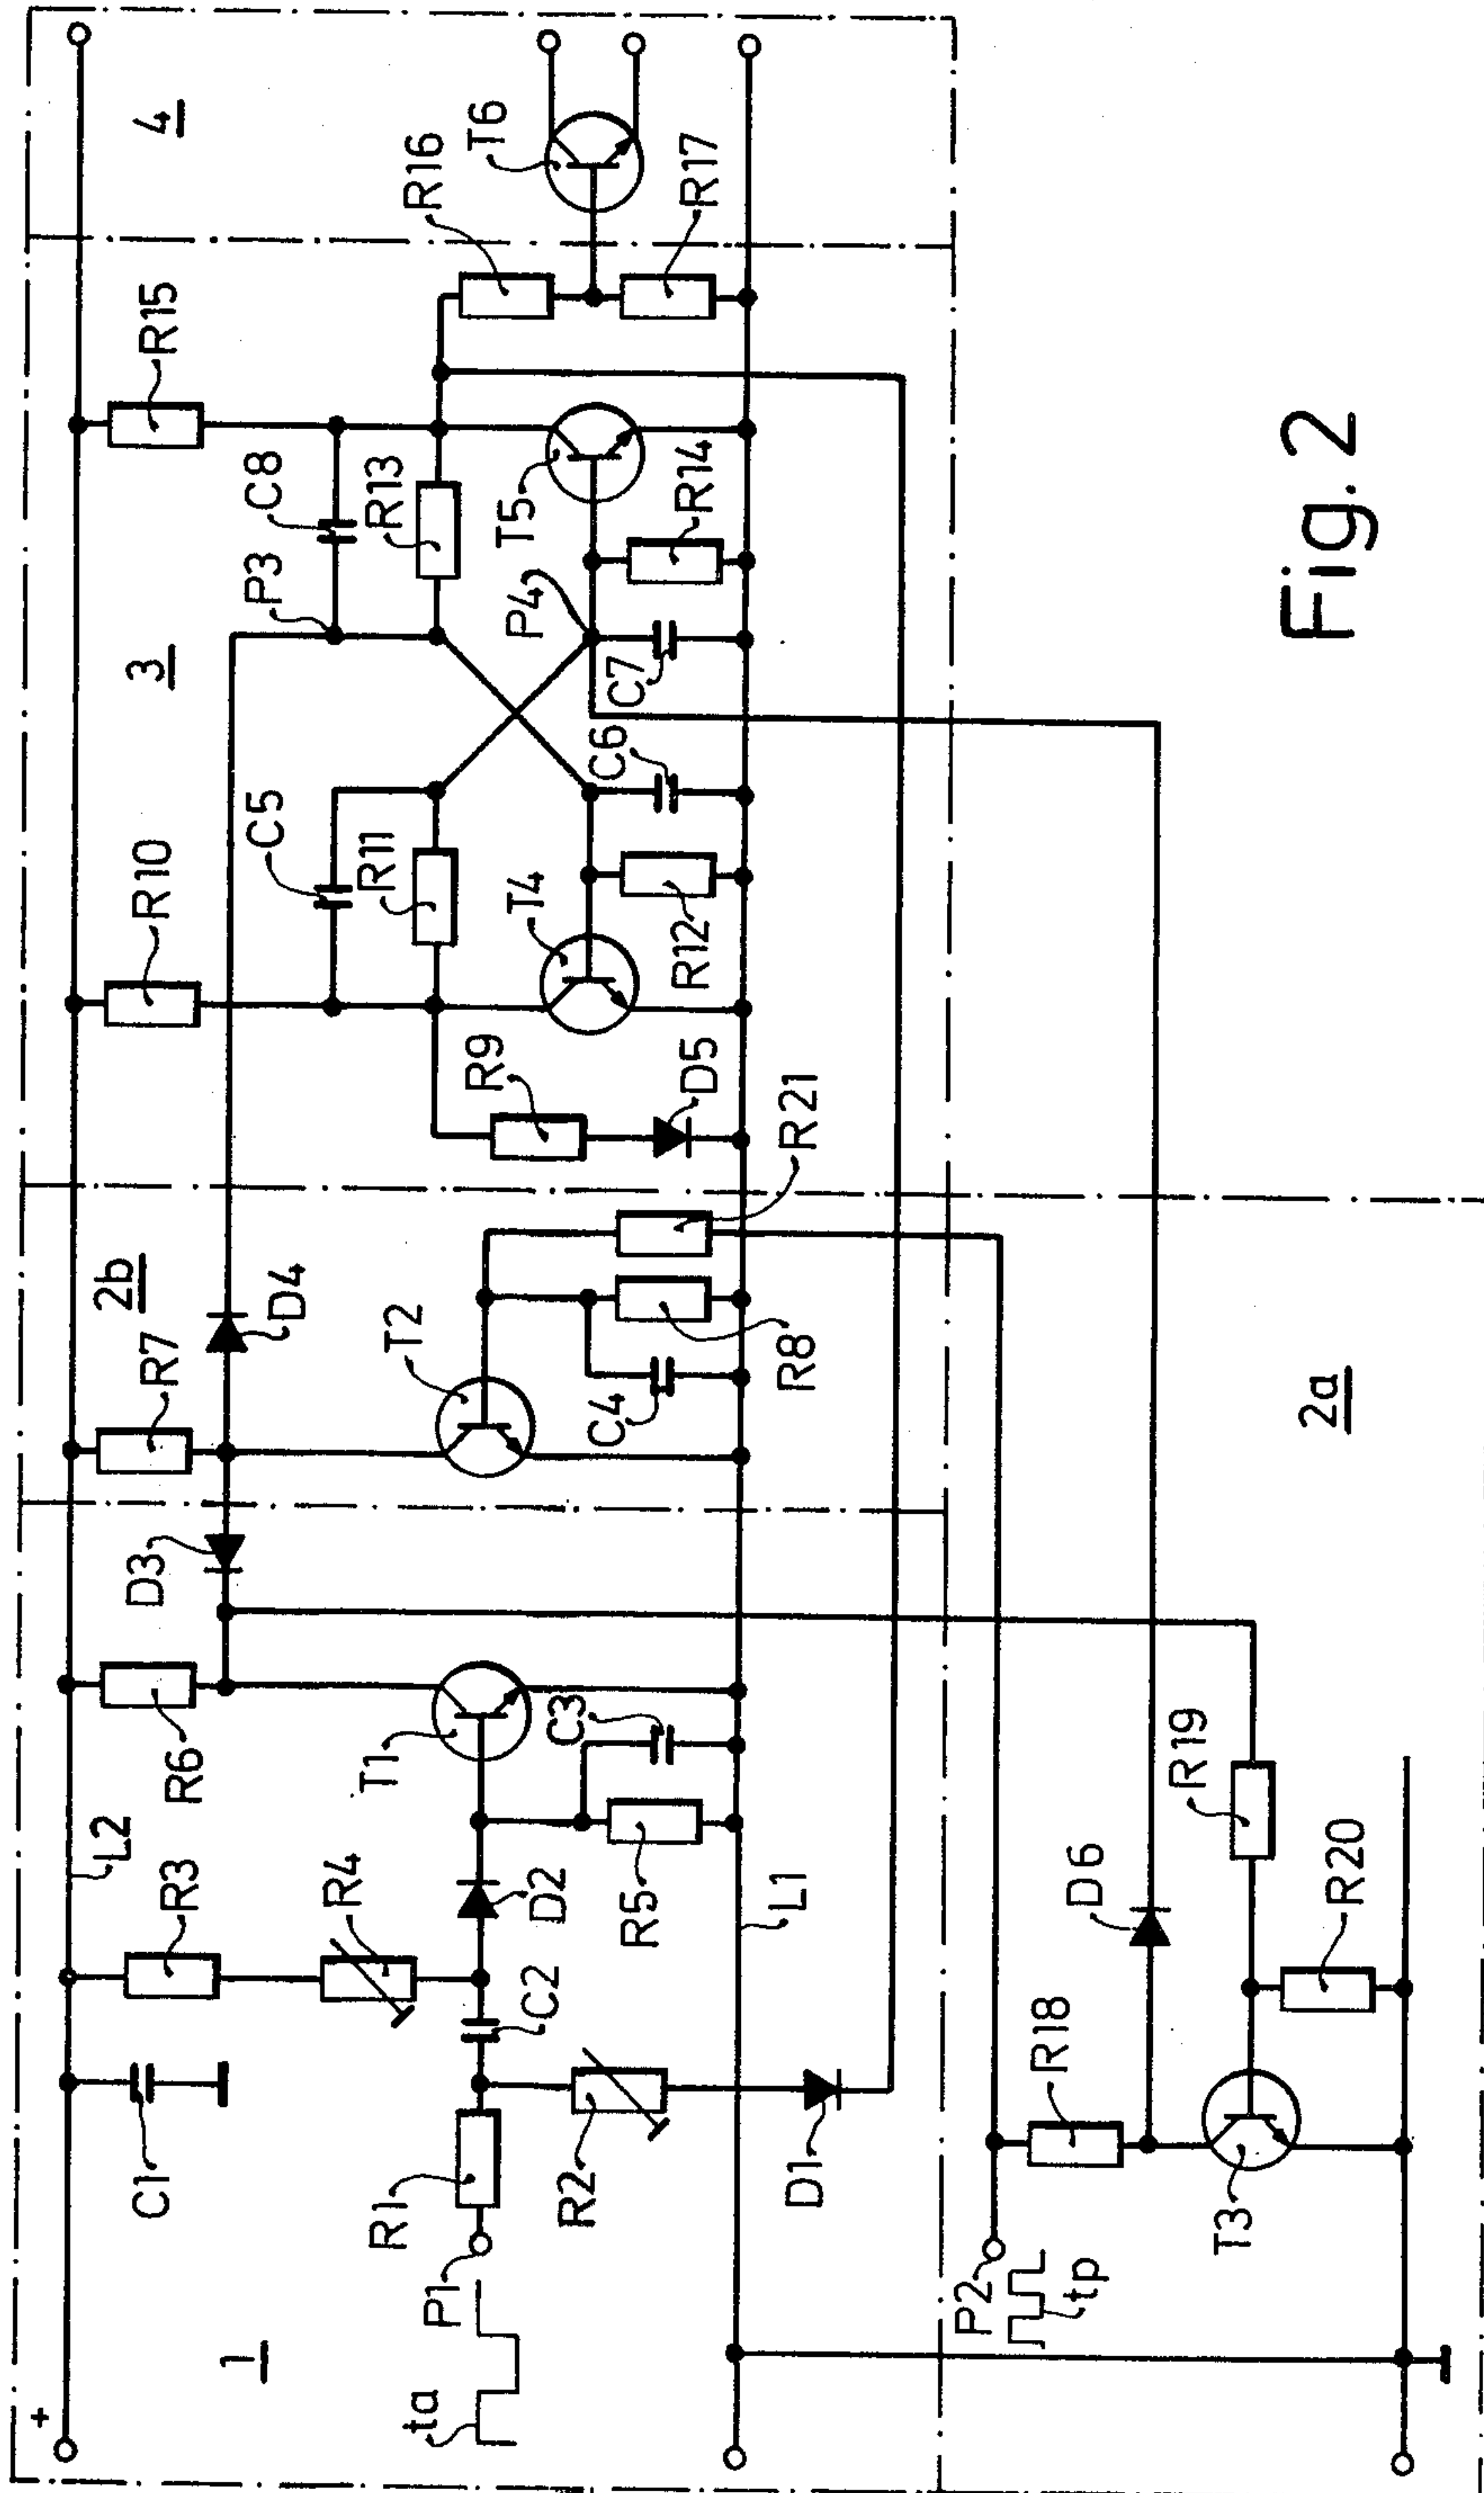 +
1
ta
P1
R1
C1
R2
D1
C2
R3
R4
L2
D2
R5
L1
T1
C3
R6
D3
2b
R7
D4
T2
C4
R8
R21
3
R10
R9
D5
C5
R11
T4
R12
C6
P3
C8
R13
P4
C7
T5
R14
R15
4
R16
T6
R17
P2
tp
R18
T3
D6
R19
R20
2a
Fig. 2